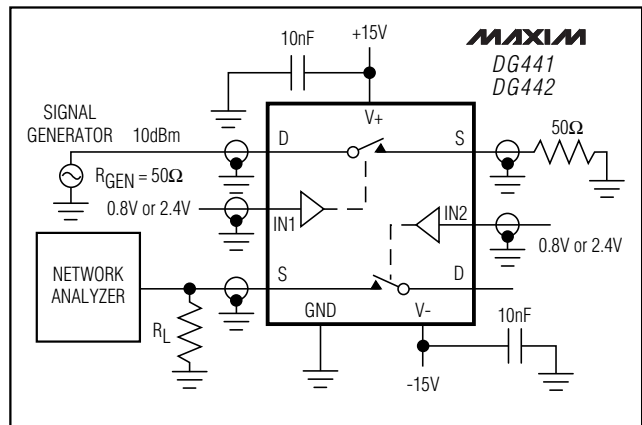 10nF
+15V
MAXIM
DG441
DG442
V+
SIGNAL
GENERATOR
10dBm
D
S
50Ω
RGEN = 50Ω
0.8V or 2.4V
IN1
IN2
0.8V or 2.4V
NETWORK
ANALYZER
S
D
RL
GND
V-
10nF
-15V